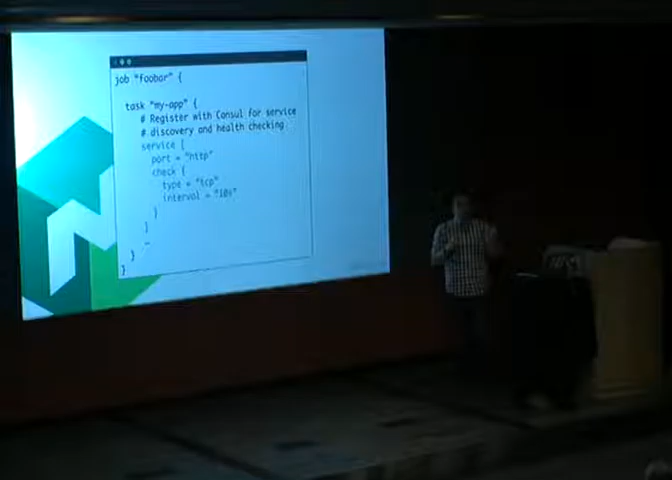 job "foobar" {
task "my-app" {
# Register with Consul for service
# discovery and health checking
service {
port = "http"
check {
type = "tcp"
interval = "10s"
}
}
…
}
}